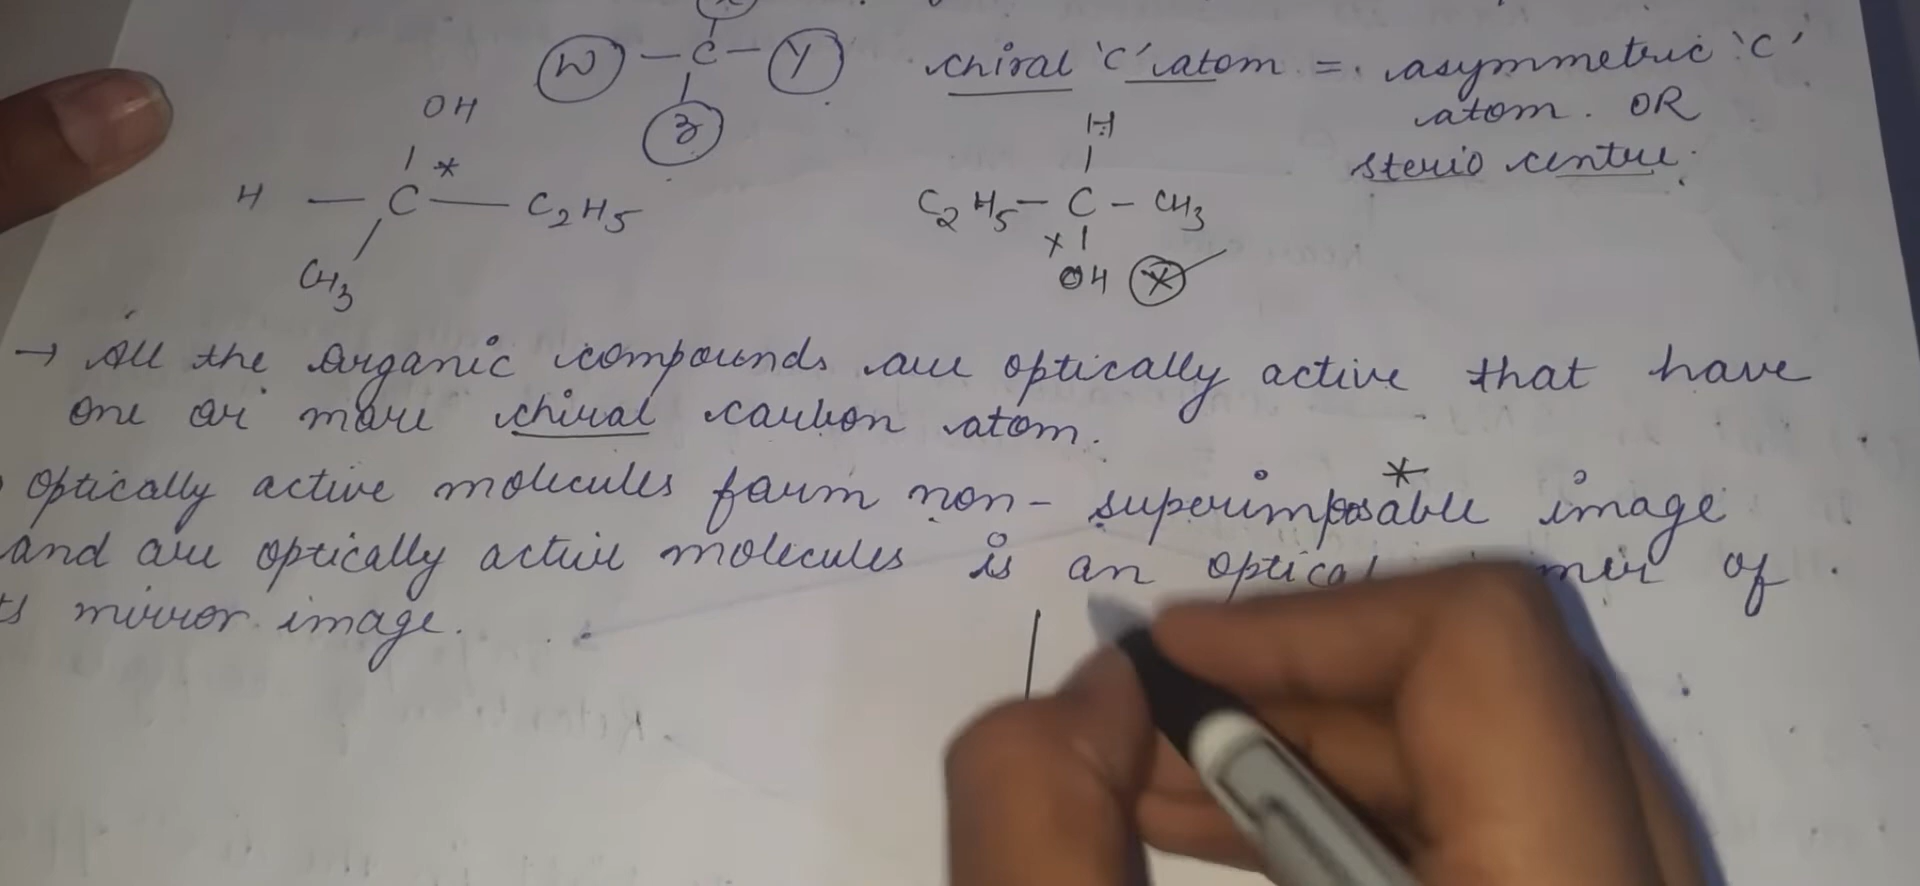 W - C - Y
z
chiral 'C' atom = asymmetric 'C'
atom. OR
sterio centre.
OH
H - C* - C2H5
CH3
H
C2H5 - C - CH3
x
OH X
→ All the organic compounds are optically active that have
one or more chiral carbon atom.
optically active molecules form non- superimposable* image
and are optically active molecules is an optical of
mirror image.